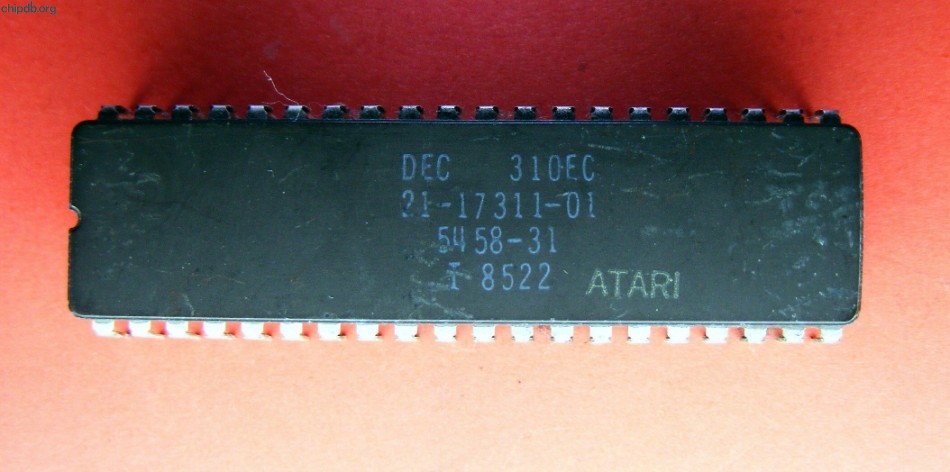 chipdb.org
DEC 310EC
21-17311-01
5458-31
I 8522 ATARI